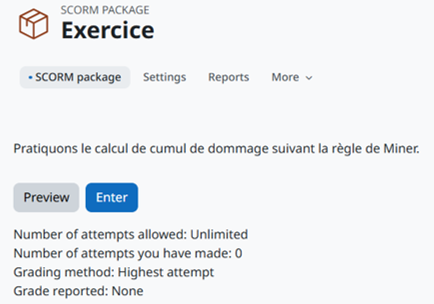 SCORM PACKAGE
Exercice
SCORM package Settings Reports More
Pratiquons le calcul de cumul de dommage suivant la règle de Miner.
Preview Enter
Number of attempts allowed: Unlimited
Number of attempts you have made: 0
Grading method: Highest attempt
Grade reported: None